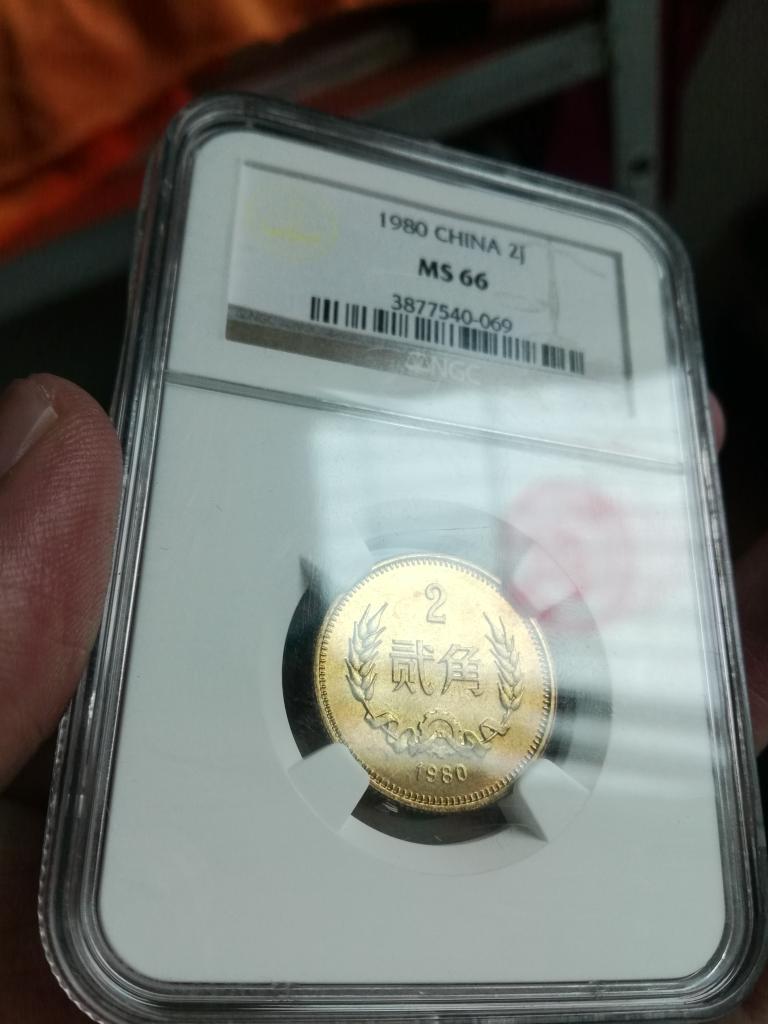 1980 CHINA 2J
MS 66
3877540-069
NGC
2
贰角
1980